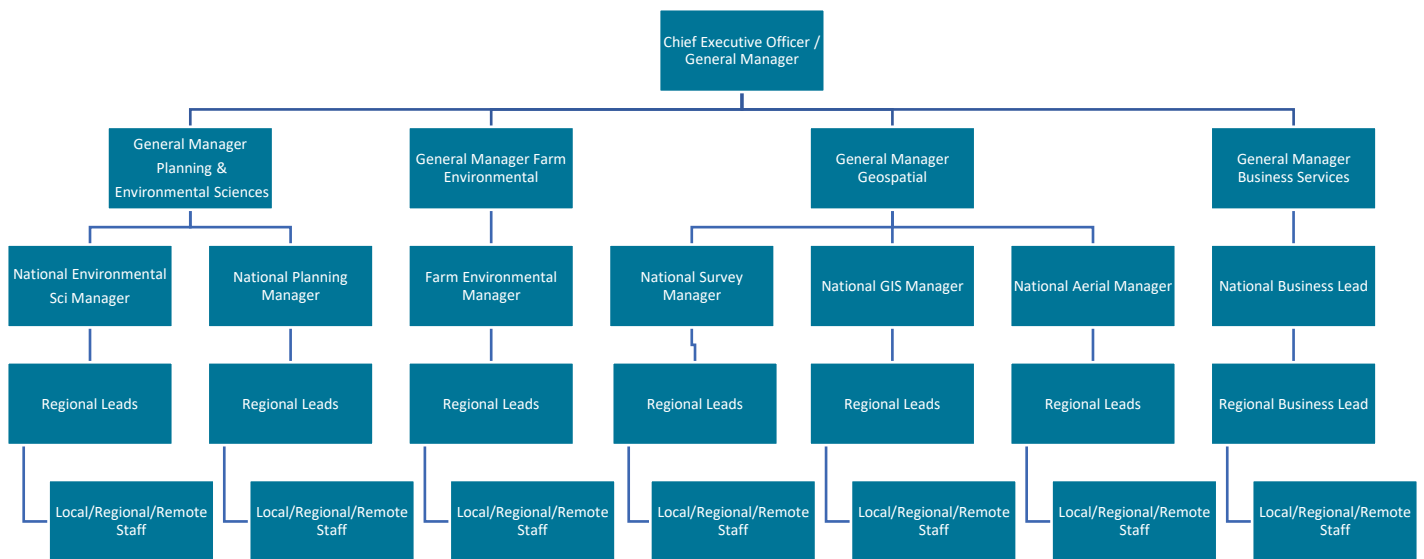 Chief Executive Officer /
General Manager
General Manager
Planning &
Environmental Sciences
General Manager Farm
Environmental
General Manager
Geospatial
General Manager
Business Services
National Environmental
Sci Manager
National Planning
Manager
Farm Environmental
Manager
National Survey
Manager
National GIS Manager
National Aerial Manager
National Business Lead
Regional Leads
Regional Leads
Regional Leads
Regional Leads
Regional Leads
Regional Leads
Regional Business Lead
Local/Regional/Remote
Staff
Local/Regional/Remote
Staff
Local/Regional/Remote
Staff
Local/Regional/Remote
Staff
Local/Regional/Remote
Staff
Local/Regional/Remote
Staff
Local/Regional/Remote
Staff